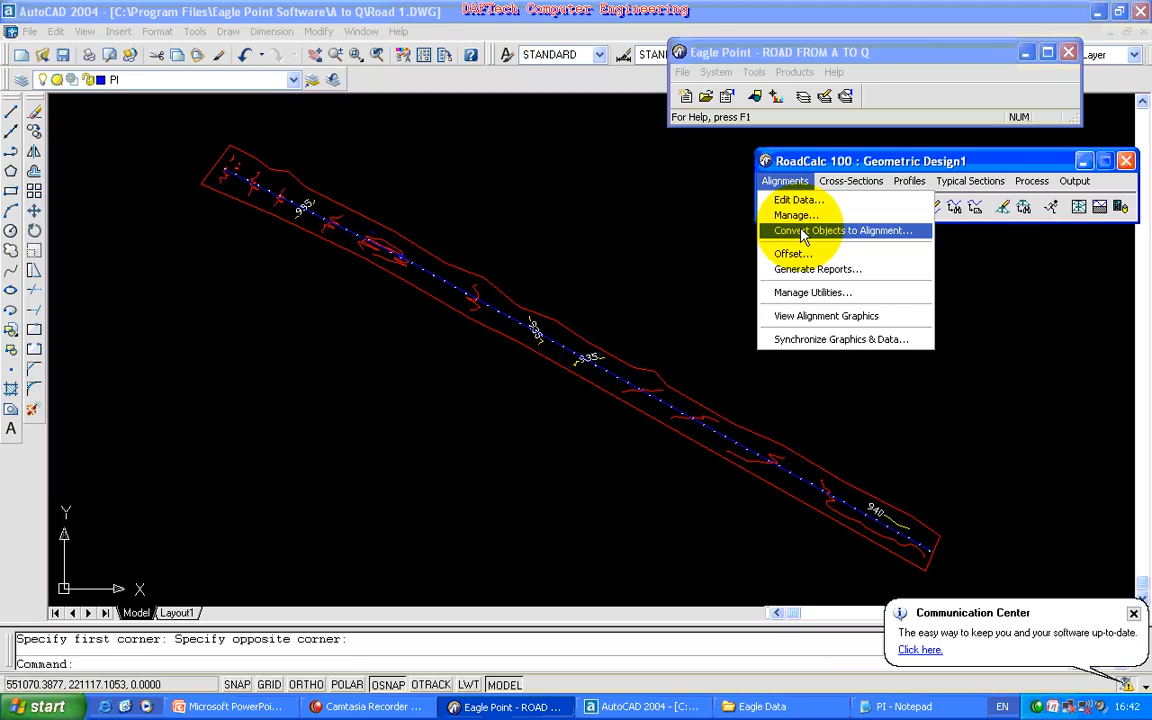 AutoCAD 2004 - [C:\Program Files\Eagle Point Software\A to Q\Road 1.DWG]
DAFTech Computer Engineering
File Edit View Insert Format Tools Draw Dimension Modify Window Express
Eagle Point - ROAD FROM A TO Q
STANDARD
STAN
Layer
File System Tools Products Help
PI
For Help, press F1
NUM
RoadCalc 100 : Geometric Design1
Alignments Cross-Sections Profiles Typical Sections Process Output
Edit Data...
Manage...
Convert Objects to Alignment...
Offset...
Generate Reports...
Manage Utilities...
View Alignment Graphics
Synchronize Graphics & Data...
935
935
935
940
A
Y
X
Model Layout1
Communication Center
The easy way to keep you and your software up-to-date.
Click here.
Specify first corner: Specify opposite corner:
Command:
551070.3877, 221117.1053, 0.0000 SNAP GRID ORTHO POLAR OSNAP OTRACK LWT MODEL
start
Microsoft PowerPoi...
Camtasia Recorder ...
Eagle Point - ROAD ...
AutoCAD 2004 - [C:...
Eagle Data
PI - Notepad
EN
16:42